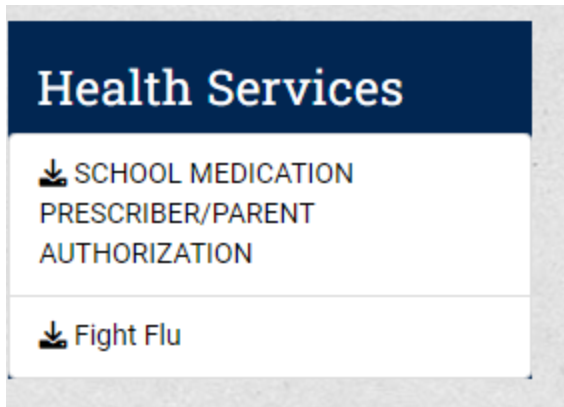 Health Services
SCHOOL MEDICATION
PRESCRIBER/PARENT
AUTHORIZATION
Fight Flu